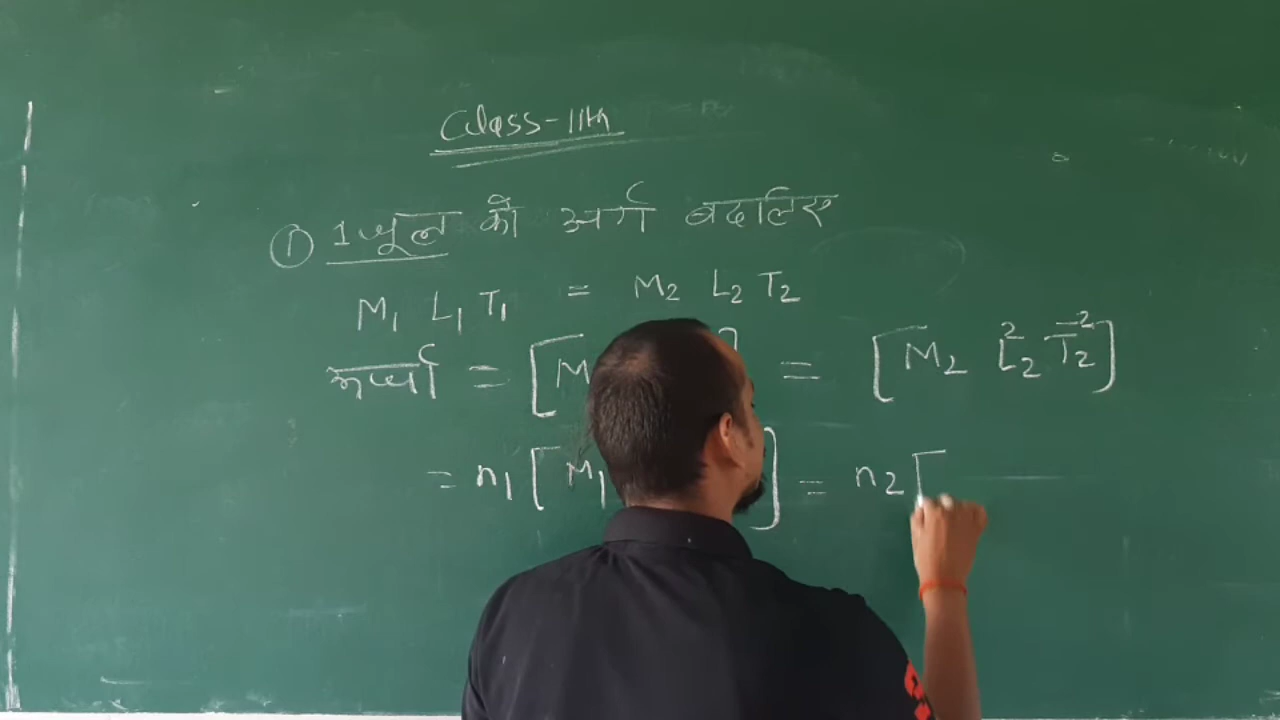 Class-11th
① 1 जूल को अर्ग बदलिए
M₁ L₁ T₁ = M₂ L₂ T₂
ऊर्जा = [M = [M₂ L₂² T₂⁻²]
= n₁ [M₁ ] = n₂ [